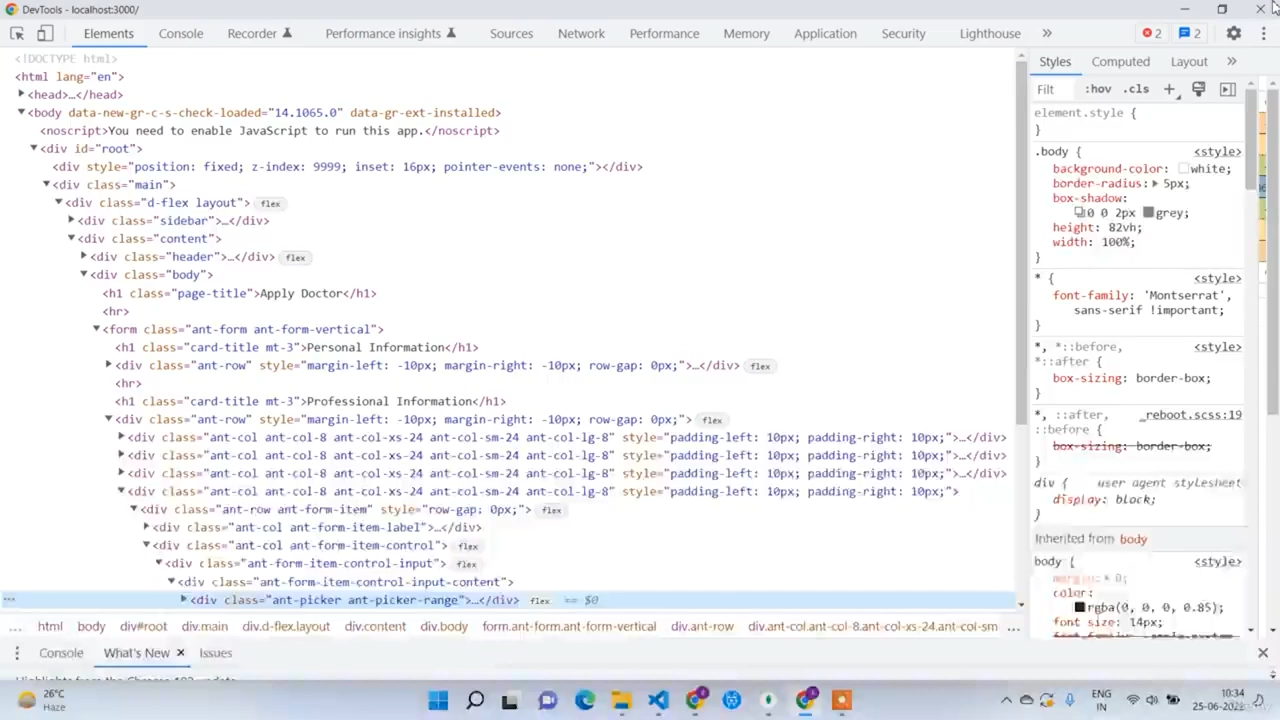 DevTools - localhost:3000/
Elements Console Recorder Performance insights Sources Network Performance Memory Application Security Lighthouse » 2 2
<!DOCTYPE html>
<html lang="en">
<head>…</head>
<body data-new-gr-c-s-check-loaded="14.1065.0" data-gr-ext-installed>
<noscript>You need to enable JavaScript to run this app.</noscript>
<div id="root">
<div style="position: fixed; z-index: 9999; inset: 16px; pointer-events: none;"></div>
<div class="main">
<div class="d-flex layout"> flex
<div class="sidebar">…</div>
<div class="content">
<div class="header">…</div> flex
<div class="body">
<h1 class="page-title">Apply Doctor</h1>
<hr>
<form class="ant-form ant-form-vertical">
<h1 class="card-title mt-3">Personal Information</h1>
<div class="ant-row" style="margin-left: -10px; margin-right: -10px; row-gap: 0px;">…</div> flex
<hr>
<h1 class="card-title mt-3">Professional Information</h1>
<div class="ant-row" style="margin-left: -10px; margin-right: -10px; row-gap: 0px;"> flex
<div class="ant-col ant-col-8 ant-col-xs-24 ant-col-sm-24 ant-col-lg-8" style="padding-left: 10px; padding-right: 10px;">…</div>
<div class="ant-col ant-col-8 ant-col-xs-24 ant-col-sm-24 ant-col-lg-8" style="padding-left: 10px; padding-right: 10px;">…</div>
<div class="ant-col ant-col-8 ant-col-xs-24 ant-col-sm-24 ant-col-lg-8" style="padding-left: 10px; padding-right: 10px;">…</div>
<div class="ant-col ant-col-8 ant-col-xs-24 ant-col-sm-24 ant-col-lg-8" style="padding-left: 10px; padding-right: 10px;">
<div class="ant-row ant-form-item" style="row-gap: 0px;"> flex
<div class="ant-col ant-form-item-label">…</div>
<div class="ant-col ant-form-item-control"> flex
<div class="ant-form-item-control-input"> flex
<div class="ant-form-item-control-input-content">
… <div class="ant-picker ant-picker-range">…</div> flex == $0
… html body div#root div.main div.d-flex.layout div.content div.body form.ant-form.ant-form-vertical div.ant-row div.ant-col.ant-col-8.ant-col-xs-24.ant-col-sm …
Styles Computed Layout »
Filt :hov .cls +
element.style {
}
.body { <style>
background-color: white;
border-radius: 5px;
box-shadow:
0 0 2px grey;
height: 82vh;
width: 100%;
}
* { <style>
font-family: 'Montserrat',
sans-serif !important;
}
*, *::before, <style>
*::after {
box-sizing: border-box;
}
*, ::after, _reboot.scss:19
::before {
box-sizing: border-box;
}
div { user agent stylesheet
display: block;
}
Inherited from body
body { <style>
margin: 0;
color:
rgba(0, 0, 0, 0.85);
font size: 14px;
Console What's New × Issues
26°C
Haze
ENG
IN
10:34